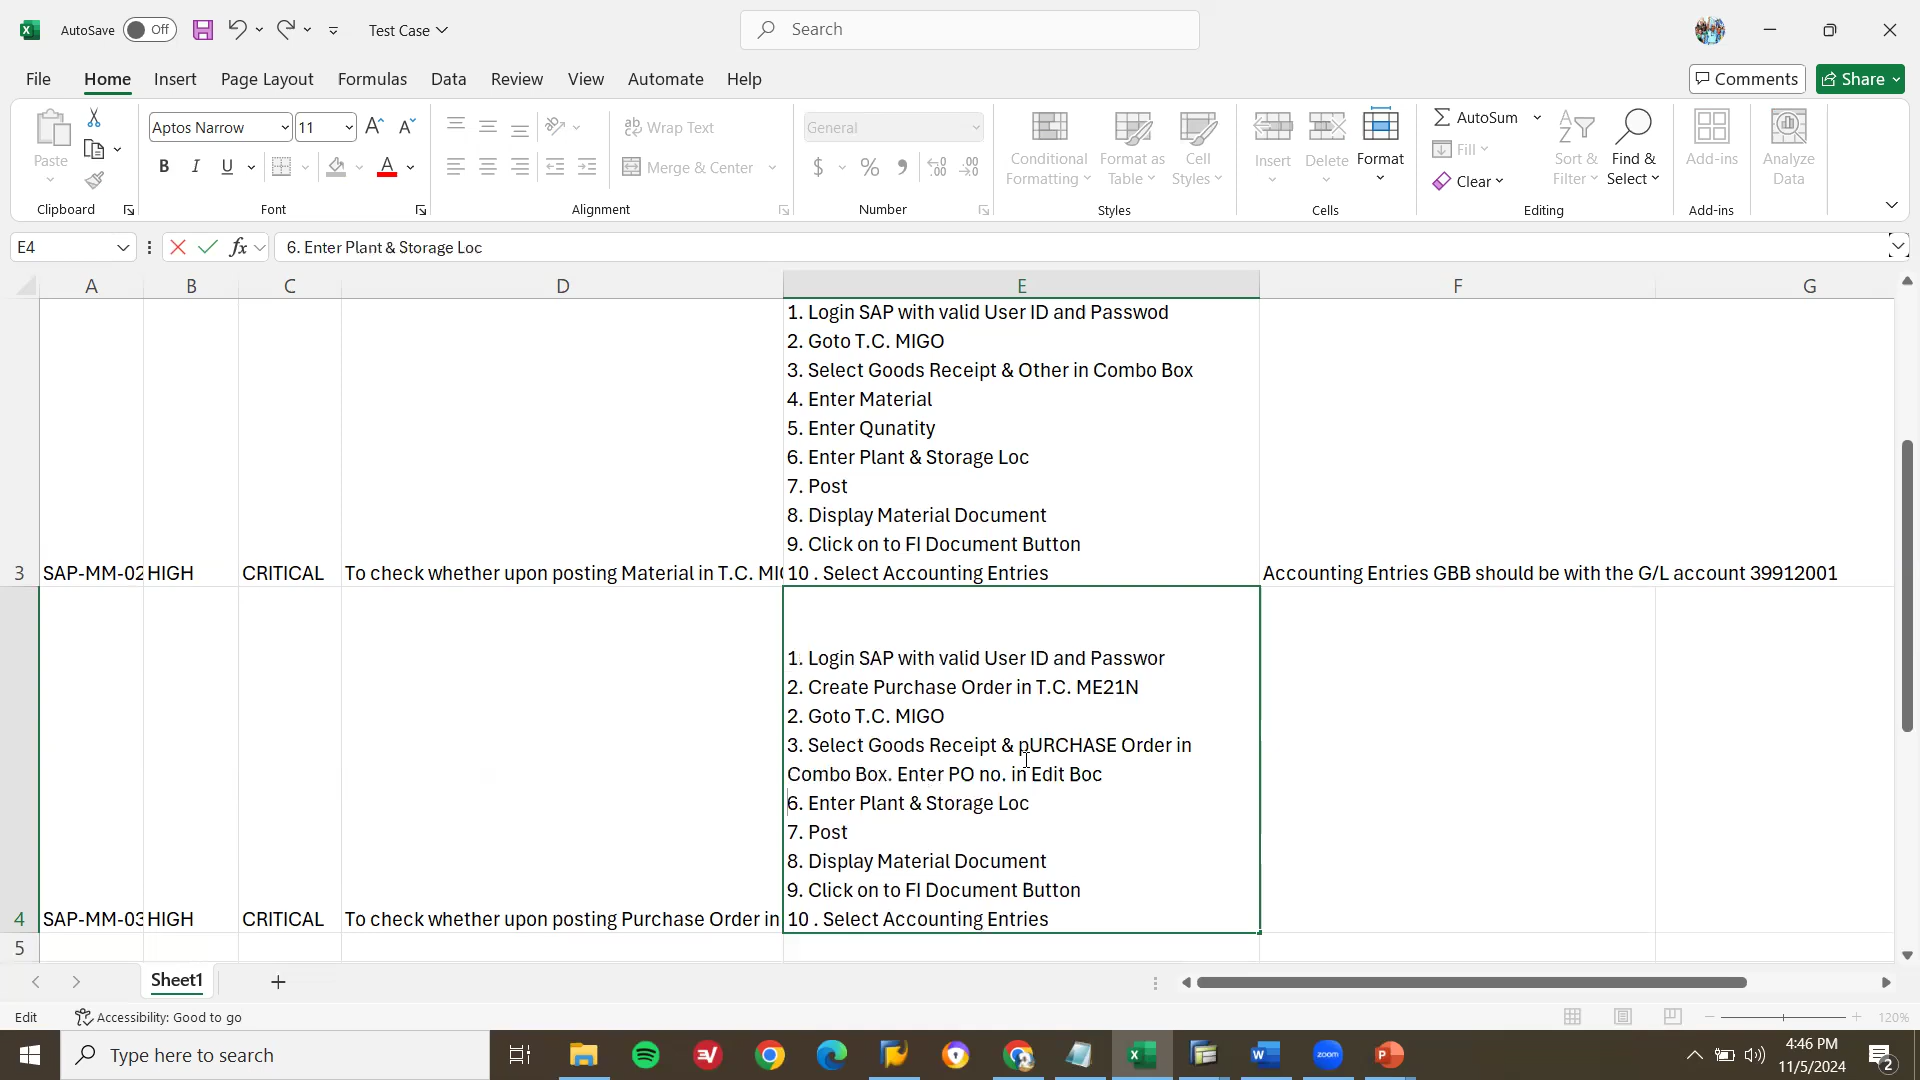 AutoSave Off Test Case Search
File Home Insert Page Layout Formulas Data Review View Automate Help Comments Share
Paste Aptos Narrow 11 Wrap Text General Conditional Formatting Format as Table Cell Styles Insert Delete Format AutoSum Fill Clear Sort & Filter Find & Select Add-ins Analyze Data
B I U Merge & Center $ %
Clipboard Font Alignment Number Styles Cells Editing Add-ins
E4 fx 6. Enter Plant & Storage Loc
A B C D E F G
1. Login SAP with valid User ID and Passwod
2. Goto T.C. MIGO
3. Select Goods Receipt & Other in Combo Box
4. Enter Material
5. Enter Qunatity
6. Enter Plant & Storage Loc
7. Post
8. Display Material Document
9. Click on to FI Document Button
3 SAP-MM-02 HIGH CRITICAL To check whether upon posting Material in T.C. MI 10 . Select Accounting Entries Accounting Entries GBB should be with the G/L account 39912001
1. Login SAP with valid User ID and Passwor
2. Create Purchase Order in T.C. ME21N
2. Goto T.C. MIGO
3. Select Goods Receipt & pURCHASE Order in
Combo Box. Enter PO no. in Edit Boc
6. Enter Plant & Storage Loc
7. Post
8. Display Material Document
9. Click on to FI Document Button
4 SAP-MM-03 HIGH CRITICAL To check whether upon posting Purchase Order in 10 . Select Accounting Entries
5
Sheet1
Edit Accessibility: Good to go 120%
Type here to search zoom 4:46 PM
11/5/2024 2